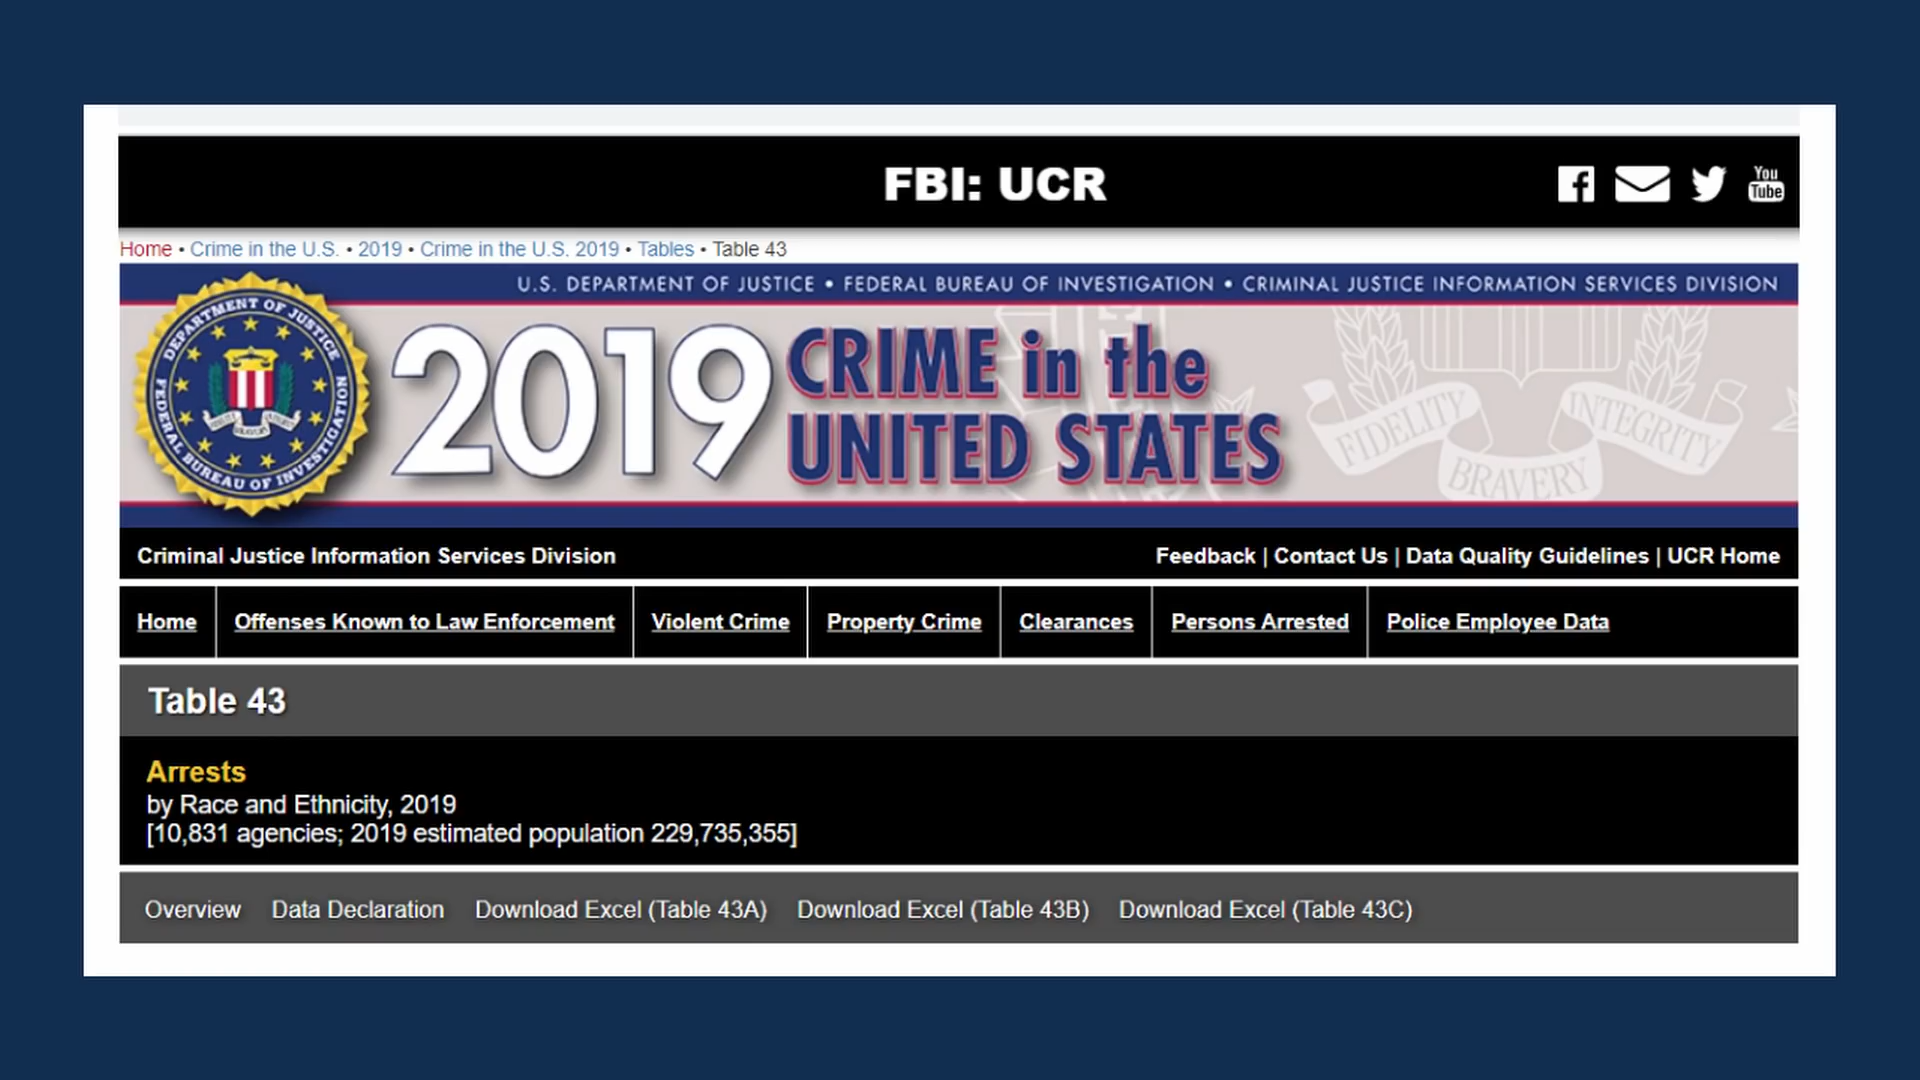 FBI: UCR
You
Tube
Home • Crime in the U.S. • 2019 • Crime in the U.S. 2019 • Tables • Table 43
U.S. DEPARTMENT OF JUSTICE • FEDERAL BUREAU OF INVESTIGATION • CRIMINAL JUSTICE INFORMATION SERVICES DIVISION
DEPARTMENT OF JUSTICE
FEDERAL BUREAU OF INVESTIGATION
2019 CRIME in the
UNITED STATES
FIDELITY BRAVERY INTEGRITY
Criminal Justice Information Services Division
Feedback | Contact Us | Data Quality Guidelines | UCR Home
Home Offenses Known to Law Enforcement Violent Crime Property Crime Clearances Persons Arrested Police Employee Data
Table 43
Arrests
by Race and Ethnicity, 2019
[10,831 agencies; 2019 estimated population 229,735,355]
Overview Data Declaration Download Excel (Table 43A) Download Excel (Table 43B) Download Excel (Table 43C)